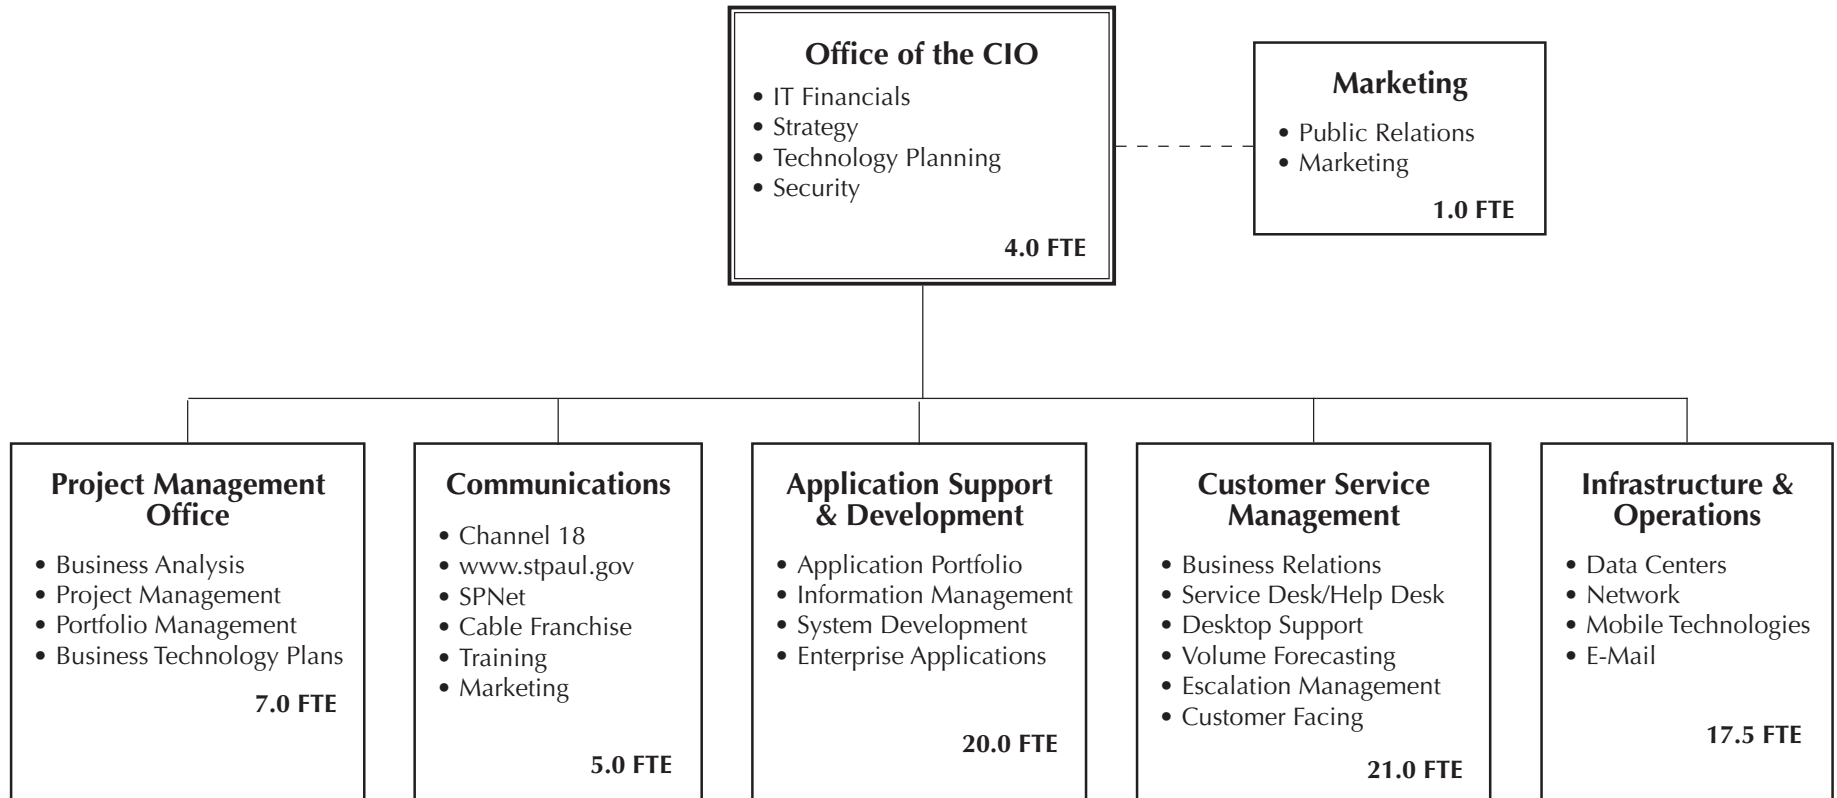 Office of the CIO
• IT Financials
• Strategy
• Technology Planning
• Security
4.0 FTE
Marketing
• Public Relations
• Marketing
1.0 FTE
Project Management
Office
• Business Analysis
• Project Management
• Portfolio Management
• Business Technology Plans
7.0 FTE
Communications
• Channel 18
• www.stpaul.gov
• SPNet
• Cable Franchise
• Training
• Marketing
5.0 FTE
Application Support
& Development
• Application Portfolio
• Information Management
• System Development
• Enterprise Applications
20.0 FTE
Customer Service
Management
• Business Relations
• Service Desk/Help Desk
• Desktop Support
• Volume Forecasting
• Escalation Management
• Customer Facing
21.0 FTE
Infrastructure &
Operations
• Data Centers
• Network
• Mobile Technologies
• E-Mail
17.5 FTE